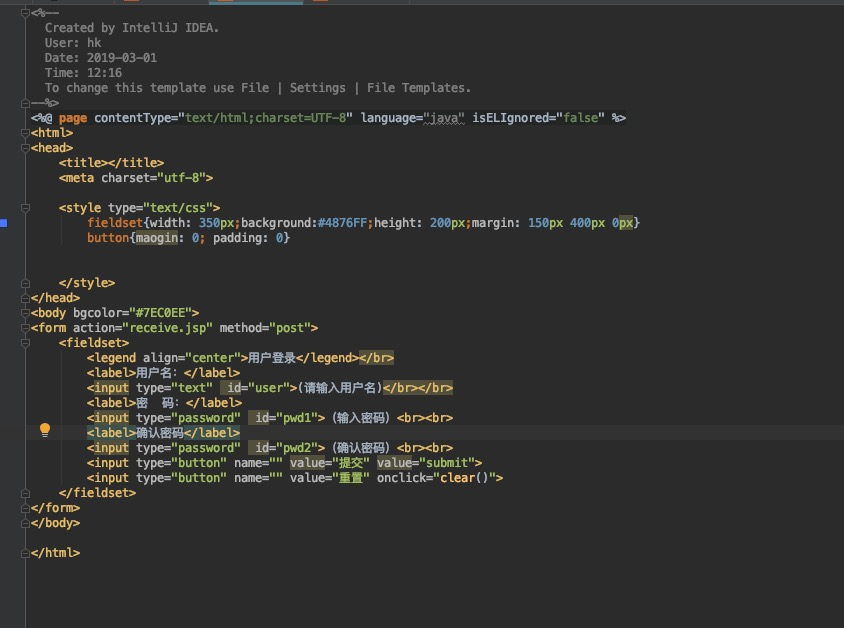 <%--
  Created by IntelliJ IDEA.
  User: hk
  Date: 2019-03-01
  Time: 12:16
  To change this template use File | Settings | File Templates.
--%>
<%@ page contentType="text/html;charset=UTF-8" language="java" isELIgnored="false" %>
<html>
<head>
    <title></title>
    <meta charset="utf-8">
    <style type="text/css">
        fieldset{width: 350px;background:#4876FF;height: 200px;margin: 150px 400px 0px}
        button{maogin: 0; padding: 0}
    </style>
</head>
<body bgcolor="#7EC0EE">
<form action="receive.jsp" method="post">
    <fieldset>
        <legend align="center">用户登录</legend></br>
        <label>用户名：</label>
        <input type="text"  id="user">(请输入用户名)</br></br>
        <label>密  码：</label>
        <input type="password"  id="pwd1">（输入密码）<br><br>
        <label>确认密码</label>
        <input type="password"  id="pwd2">（确认密码）<br><br>
        <input type="button" name="" value="提交" value="submit">
        <input type="button" name="" value="重置" onclick="clear()">
    </fieldset>
</form>
</body>
</html>